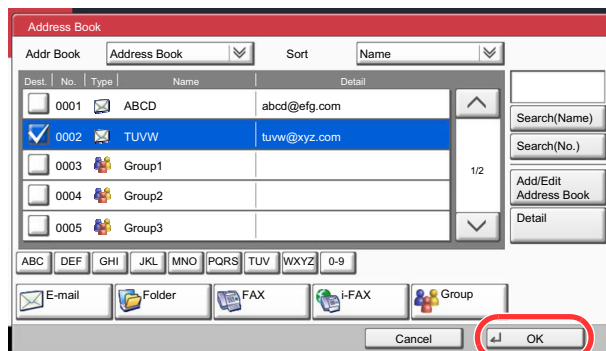 Address Book
Addr Book Address Book Sort Name
Dest. No. Type Name Detail
0001 ABCD abcd@efg.com
0002 TUVW tuvw@xyz.com
0003 Group1
0004 Group2
0005 Group3
1/2
Search(Name)
Search(No.)
Add/Edit
Address Book
Detail
ABC DEF GHI JKL MNO PQRS TUV WXYZ 0-9
E-mail Folder FAX i-FAX Group
Cancel OK